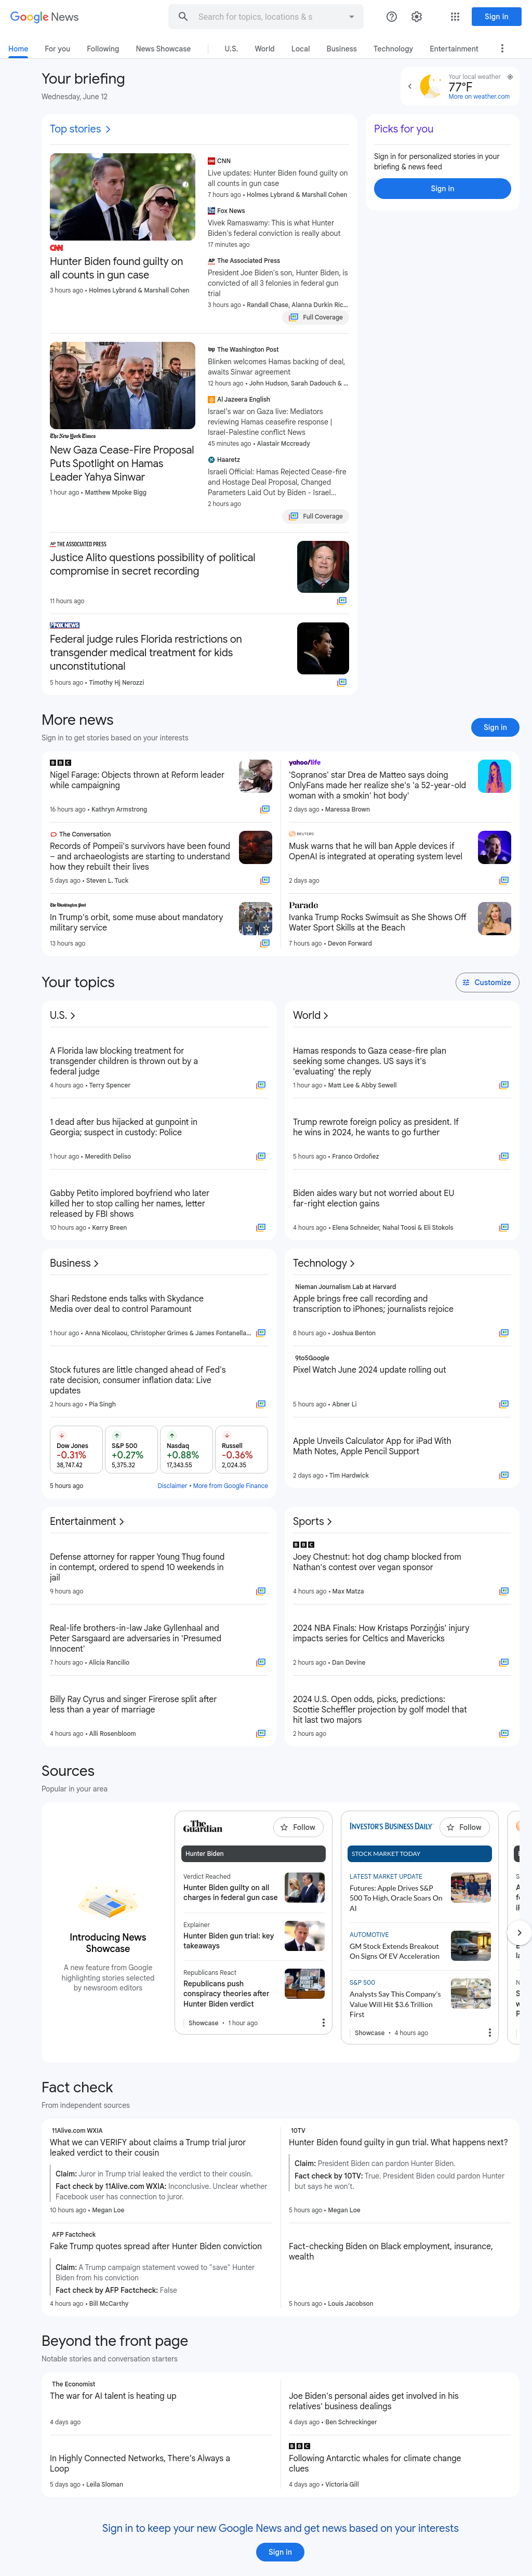 Google News
Search for topics, locations & s
Sign in
Home
For you
Following
News Showcase
U.S.
World
Local
Business
Technology
Entertainment
Your briefing
Wednesday, June 12
Your local weather
77°F
More on weather.com
Top stories
CNN
Hunter Biden found guilty on
all counts in gun case
3 hours ago • Holmes Lybrand & Marshall Cohen
CNN
Live updates: Hunter Biden found guilty on
all counts in gun case
7 hours ago • Holmes Lybrand & Marshall Cohen
Fox News
Vivek Ramaswamy: This is what Hunter
Biden's federal conviction is really about
17 minutes ago
AP The Associated Press
President Joe Biden's son, Hunter Biden, is
convicted of all 3 felonies in federal gun
trial
3 hours ago • Randall Chase, Alanna Durkin Ric...
Full Coverage
Picks for you
Sign in for personalized stories in your
briefing & news feed
Sign in
The New York Times
New Gaza Cease-Fire Proposal
Puts Spotlight on Hamas
Leader Yahya Sinwar
1 hour ago • Matthew Mpoke Bigg
The Washington Post
Blinken welcomes Hamas backing of deal,
awaits Sinwar agreement
12 hours ago • John Hudson, Sarah Dadouch & ...
Al Jazeera English
Israel's war on Gaza live: Mediators
reviewing Hamas ceasefire response |
Israel-Palestine conflict News
45 minutes ago • Alastair Mccready
Haaretz
Israeli Official: Hamas Rejected Cease-fire
and Hostage Deal Proposal, Changed
Parameters Laid Out by Biden - Israel...
2 hours ago
Full Coverage
AP THE ASSOCIATED PRESS
Justice Alito questions possibility of political
compromise in secret recording
11 hours ago
FOX NEWS
Federal judge rules Florida restrictions on
transgender medical treatment for kids
unconstitutional
5 hours ago • Timothy Hj Nerozzi
More news
Sign in to get stories based on your interests
Sign in
BBC
Nigel Farage: Objects thrown at Reform leader
while campaigning
16 hours ago • Kathryn Armstrong
yahoo!life
'Sopranos' star Drea de Matteo says doing
OnlyFans made her realize she's 'a 52-year-old
woman with a smokin' hot body'
2 days ago • Maressa Brown
The Conversation
Records of Pompeii's survivors have been found
– and archaeologists are starting to understand
how they rebuilt their lives
5 days ago • Steven L. Tuck
REUTERS
Musk warns that he will ban Apple devices if
OpenAI is integrated at operating system level
2 days ago
The Washington Post
In Trump's orbit, some muse about mandatory
military service
13 hours ago
Parade
Ivanka Trump Rocks Swimsuit as She Shows Off
Water Sport Skills at the Beach
7 hours ago • Devon Forward
Your topics
Customize
U.S.
A Florida law blocking treatment for
transgender children is thrown out by a
federal judge
4 hours ago • Terry Spencer
1 dead after bus hijacked at gunpoint in
Georgia; suspect in custody: Police
1 hour ago • Meredith Deliso
Gabby Petito implored boyfriend who later
killed her to stop calling her names, letter
released by FBI shows
10 hours ago • Kerry Breen
World
Hamas responds to Gaza cease-fire plan
seeking some changes. US says it's
'evaluating' the reply
1 hour ago • Matt Lee & Abby Sewell
Trump rewrote foreign policy as president. If
he wins in 2024, he wants to go further
5 hours ago • Franco Ordoñez
Biden aides wary but not worried about EU
far-right election gains
4 hours ago • Elena Schneider, Nahal Toosi & Eli Stokols
Business
Shari Redstone ends talks with Skydance
Media over deal to control Paramount
1 hour ago • Anna Nicolaou, Christopher Grimes & James Fontanella...
Stock futures are little changed ahead of Fed's
rate decision, consumer inflation data: Live
updates
2 hours ago • Pia Singh
Dow Jones
-0.31%
38,747.42
S&P 500
+0.27%
5,375.32
Nasdaq
+0.88%
17,343.55
Russell
-0.36%
2,024.35
5 hours ago
Disclaimer • More from Google Finance
Technology
Nieman Journalism Lab at Harvard
Apple brings free call recording and
transcription to iPhones; journalists rejoice
8 hours ago • Joshua Benton
9to5Google
Pixel Watch June 2024 update rolling out
5 hours ago • Abner Li
Apple Unveils Calculator App for iPad With
Math Notes, Apple Pencil Support
2 days ago • Tim Hardwick
Entertainment
Defense attorney for rapper Young Thug found
in contempt, ordered to spend 10 weekends in
jail
9 hours ago
Real-life brothers-in-law Jake Gyllenhaal and
Peter Sarsgaard are adversaries in 'Presumed
Innocent'
7 hours ago • Alicia Rancilio
Billy Ray Cyrus and singer Firerose split after
less than a year of marriage
4 hours ago • Alli Rosenbloom
Sports
BBC
Joey Chestnut: hot dog champ blocked from
Nathan's contest over vegan sponsor
4 hours ago • Max Matza
2024 NBA Finals: How Kristaps Porziņģis' injury
impacts series for Celtics and Mavericks
2 hours ago • Dan Devine
2024 U.S. Open odds, picks, predictions:
Scottie Scheffler projection by golf model that
hit last two majors
2 hours ago
Sources
Popular in your area
Introducing News
Showcase
A new feature from Google
highlighting stories selected
by newsroom editors
The Guardian
Follow
Hunter Biden
Verdict Reached
Hunter Biden guilty on all
charges in federal gun case
Explainer
Hunter Biden gun trial: key
takeaways
Republicans React
Republicans push
conspiracy theories after
Hunter Biden verdict
Showcase • 1 hour ago
INVESTOR'S BUSINESS DAILY
Follow
STOCK MARKET TODAY
LATEST MARKET UPDATE
Futures: Apple Drives S&P
500 To High, Oracle Soars On
AI
AUTOMOTIVE
GM Stock Extends Breakout
On Signs Of EV Acceleration
S&P 500
Analysts Say This Company's
Value Will Hit $3.6 Trillion
First
Showcase • 4 hours ago
Fact check
From independent sources
11Alive.com WXIA
What we can VERIFY about claims a Trump trial juror
leaked verdict to their cousin
Claim: Juror in Trump trial leaked the verdict to their cousin.
Fact check by 11Alive.com WXIA: Inconclusive. Unclear whether
Facebook user has connection to juror.
10 hours ago • Megan Loe
10TV
Hunter Biden found guilty in gun trial. What happens next?
Claim: President Biden can pardon Hunter Biden.
Fact check by 10TV: True. President Biden could pardon Hunter
but says he won't.
5 hours ago • Megan Loe
AFP Factcheck
Fake Trump quotes spread after Hunter Biden conviction
Claim: A Trump campaign statement vowed to "save" Hunter
Biden from his conviction
Fact check by AFP Factcheck: False
4 hours ago • Bill McCarthy
Fact-checking Biden on Black employment, insurance,
wealth
5 hours ago • Louis Jacobson
Beyond the front page
Notable stories and conversation starters
The Economist
The war for AI talent is heating up
4 days ago
Joe Biden's personal aides get involved in his
relatives' business dealings
4 days ago • Ben Schreckinger
In Highly Connected Networks, There's Always a
Loop
5 days ago • Leila Sloman
BBC
Following Antarctic whales for climate change
clues
4 days ago • Victoria Gill
Sign in to keep your new Google News and get news based on your interests
Sign in